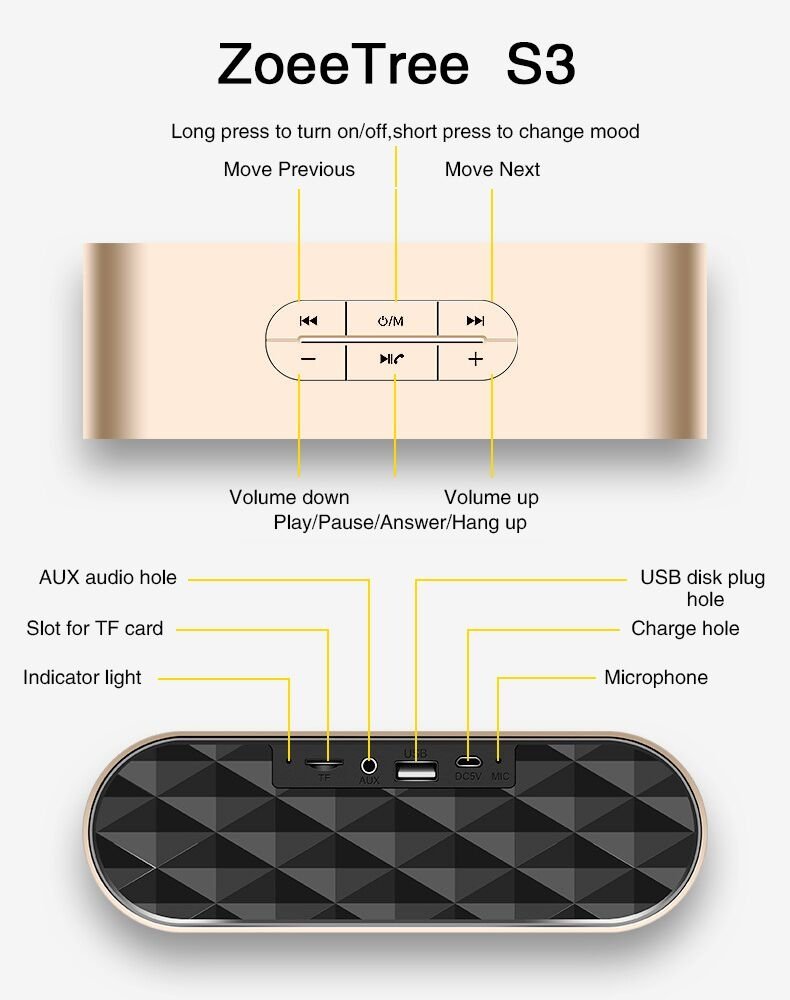 ZoeeTree S3
Long press to turn on/off,short press to change mood
Move Previous
Move Next
/M
Volume down
Volume up
Play/Pause/Answer/Hang up
AUX audio hole
USB disk plug
hole
Slot for TF card
Charge hole
Indicator light
Microphone
USB
TF
AUX
DC5V
MIC